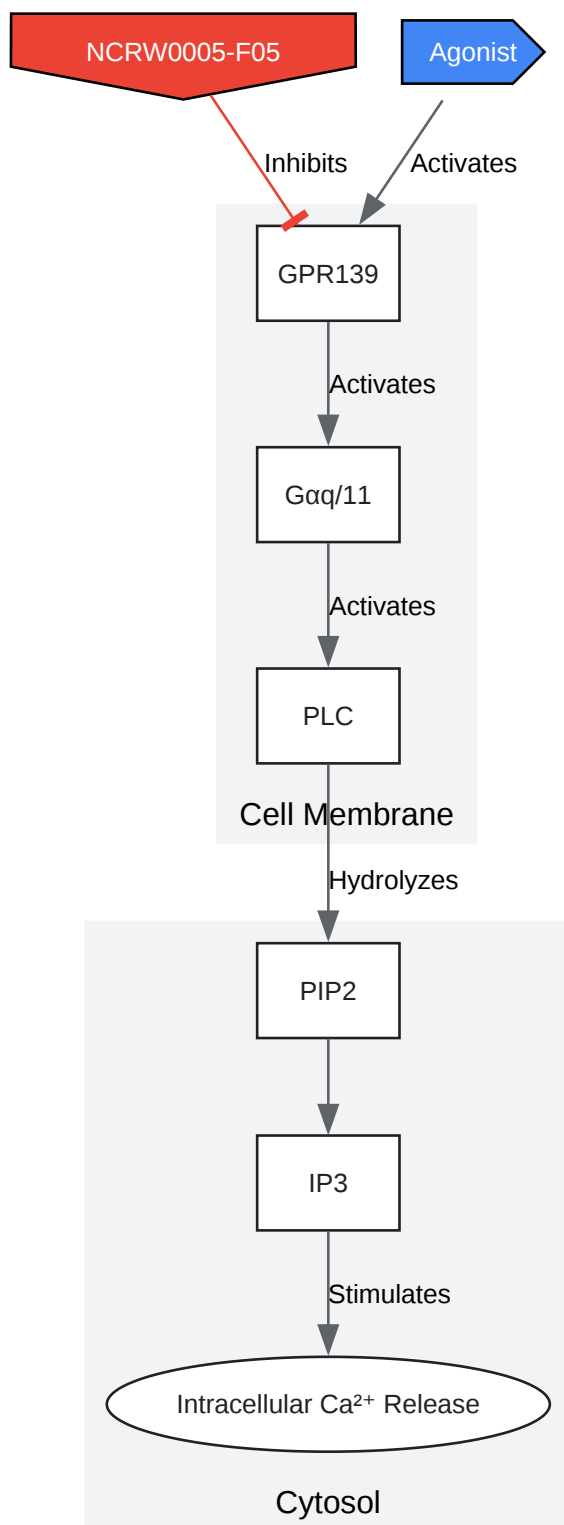 NCRW0005-F05
Agonist
Inhibits
Activates
GPR139
Activates
Gαq/11
Activates
PLC
Cell Membrane
Hydrolyzes
PIP2
IP3
Stimulates
Intracellular Ca²⁺ Release
Cytosol